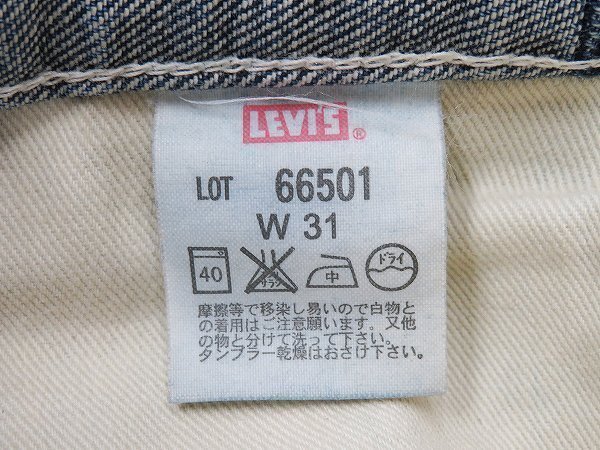 LEVI'S ®
LOT 66501
W 31
40 サラシ 中 ドライ
摩擦等で移染し易いので白物と
の着用はご注意願います。又他
の物と分けて洗って下さい。
タンブラー乾燥はおさけ下さい。